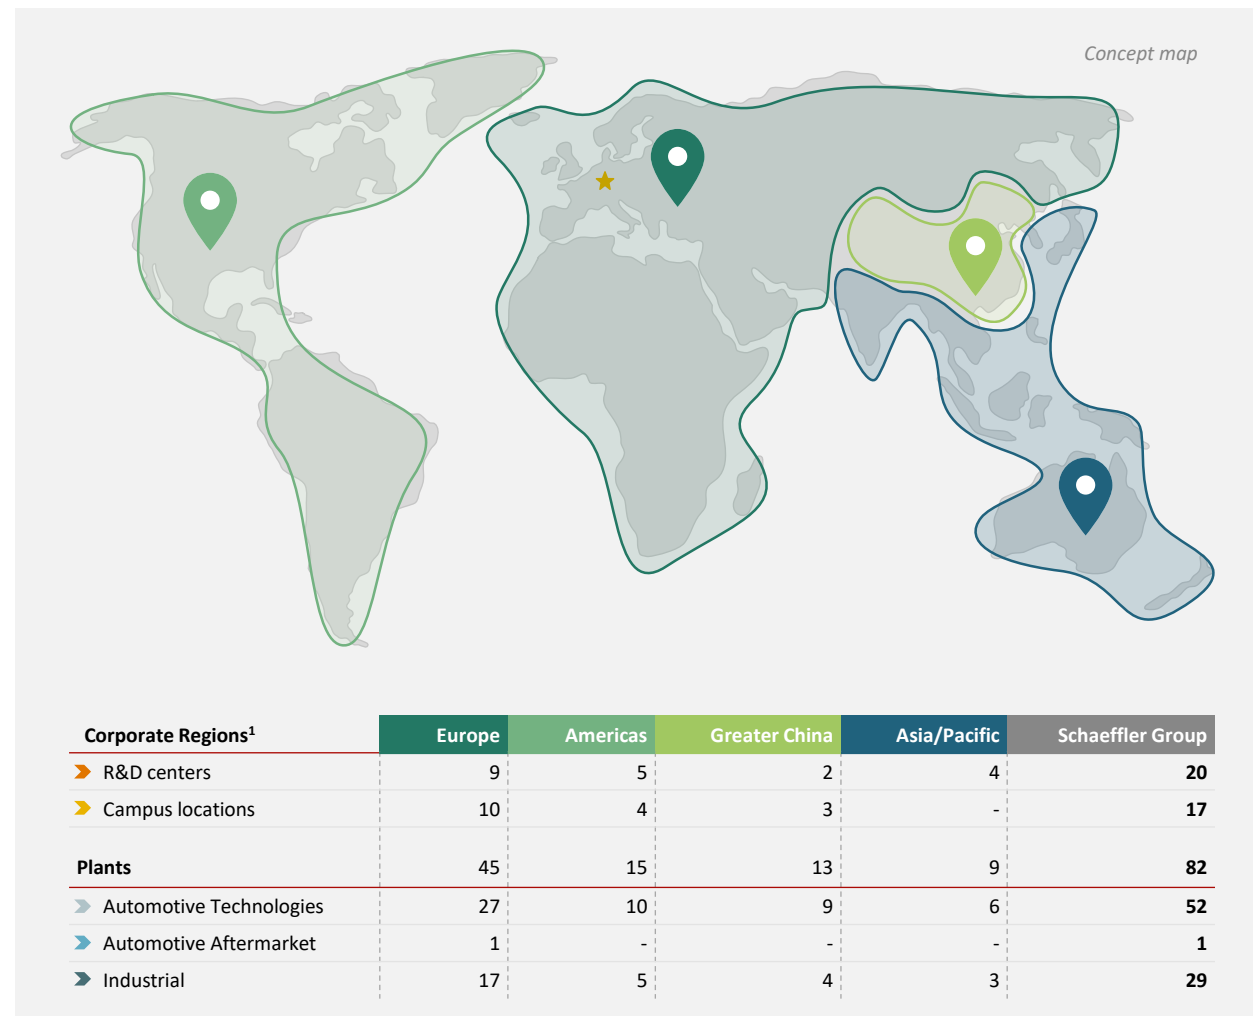 Concept map
Corporate Regions¹ Europe Americas Greater China Asia/Pacific Schaeffler Group
R&D centers 9 5 2 4 20
Campus locations 10 4 3 - 17
Plants 45 15 13 9 82
Automotive Technologies 27 10 9 6 52
Automotive Aftermarket 1 - - - 1
Industrial 17 5 4 3 29